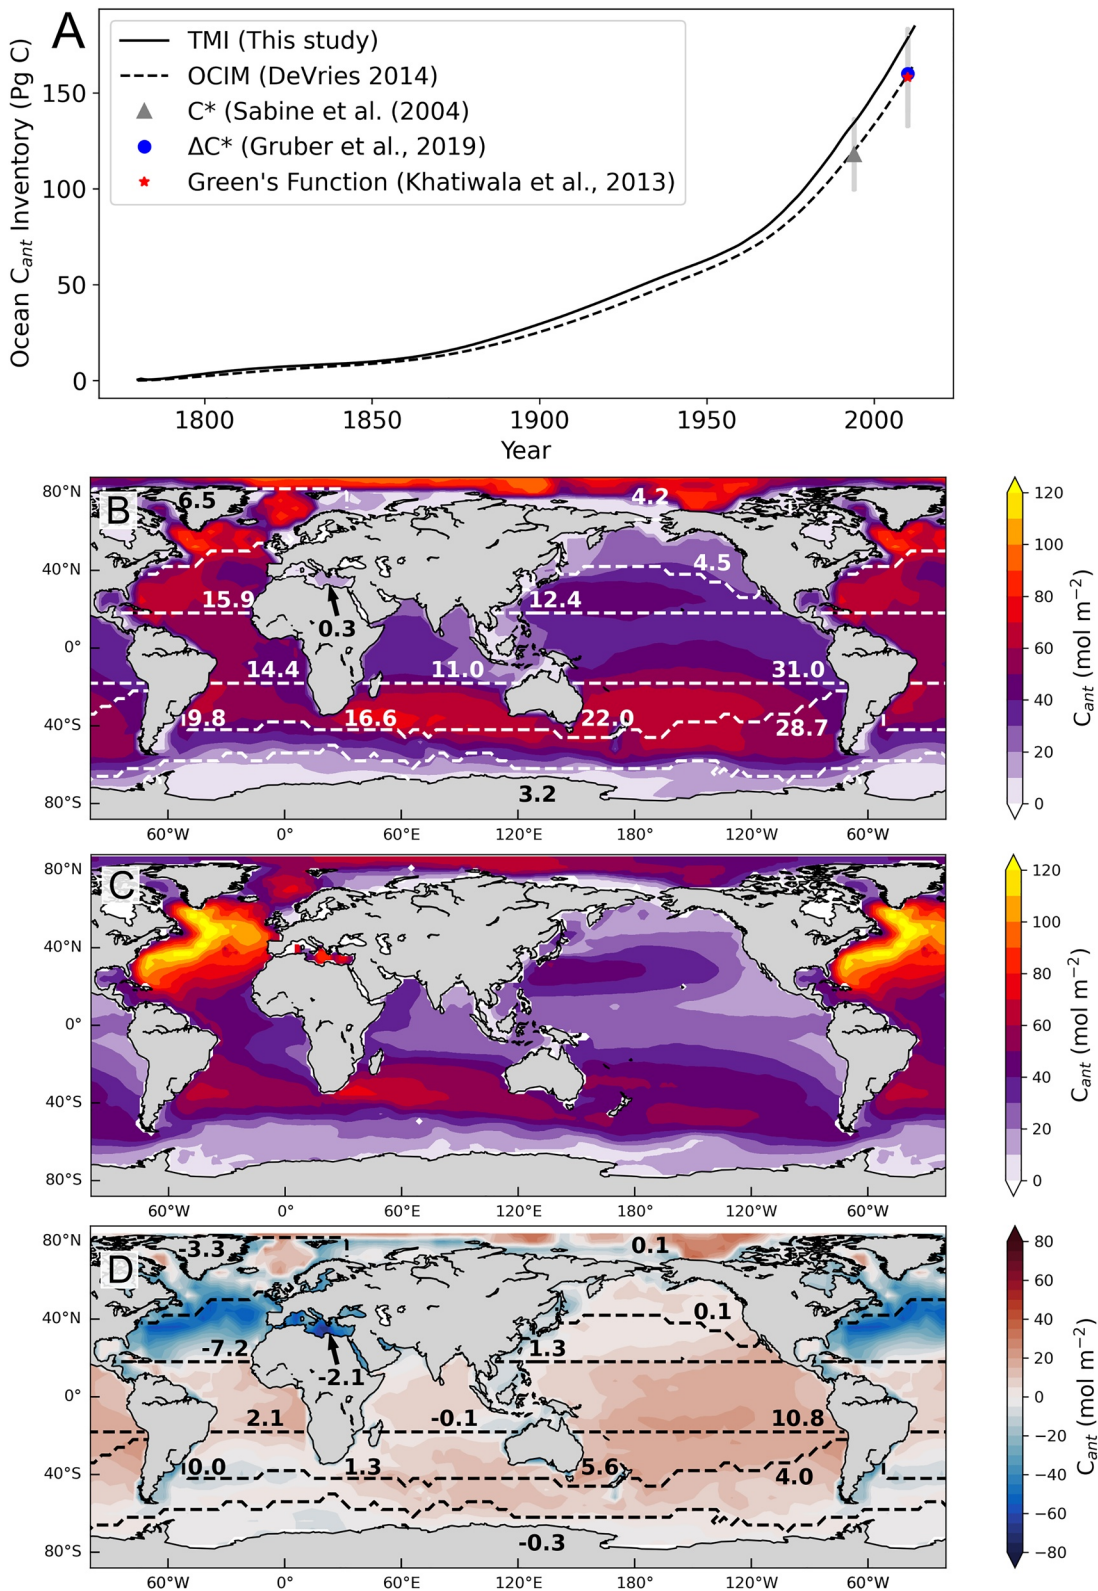 A
Ocean C_ant Inventory (Pg C)
TMI (This study)
OCIM (DeVries 2014)
C* (Sabine et al. (2004)
ΔC* (Gruber et al., 2019)
Green's Function (Khatiwala et al., 2013)
150
100
50
0
1800 1850 1900 1950 2000
Year
B
80°N
40°N
0°
40°S
80°S
6.5 4.2
4.5
15.9 12.4
0.3
14.4 11.0 31.0
9.8 16.6 22.0 28.7
3.2
60°W 0° 60°E 120°E 180° 120°W 60°W
120
100
80
60
40
20
0
C_ant (mol m⁻²)
C
80°N
40°N
0°
40°S
80°S
60°W 0° 60°E 120°E 180° 120°W 60°W
120
100
80
60
40
20
0
C_ant (mol m⁻²)
D
80°N
40°N
0°
40°S
80°S
-3.3 0.1
0.1
-7.2 1.3
-2.1
2.1 -0.1 10.8
0.0 1.3 5.6 4.0
-0.3
60°W 0° 60°E 120°E 180° 120°W 60°W
80
60
40
20
0
−20
−40
−60
−80
C_ant (mol m⁻²)